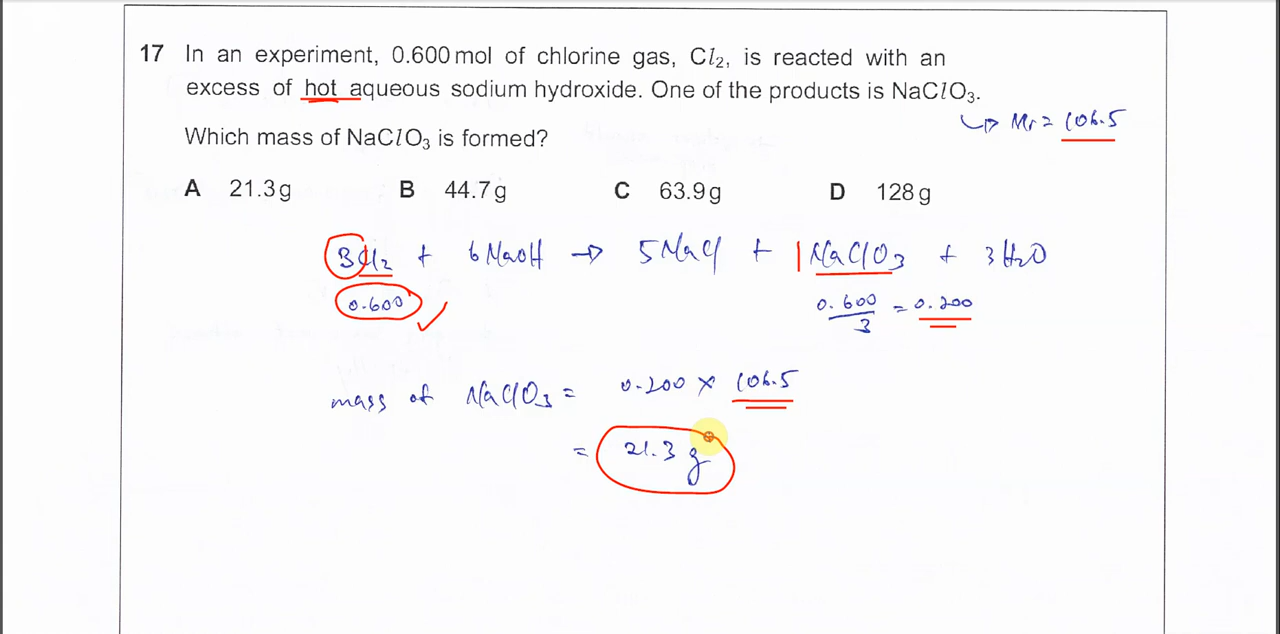 17 In an experiment, 0.600 mol of chlorine gas, Cl₂, is reacted with an
excess of hot aqueous sodium hydroxide. One of the products is NaClO₃.
↳ Mr = 106.5
Which mass of NaClO₃ is formed?
A 21.3 g B 44.7 g C 63.9 g D 128 g
3Cl₂ + 6NaOH → 5NaCl + 1NaClO₃ + 3H₂O
0.600 ✓ 0.600/3 = 0.200
mass of NaClO₃ = 0.200 × 106.5
= 21.3 g